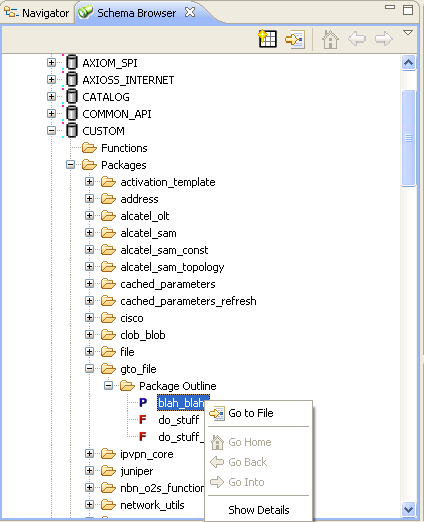 Navigator
Schema Browser
AXIOM_SPI
AXIOSS_INTERNET
CATALOG
COMMON_API
CUSTOM
Functions
Packages
activation_template
address
alcatel_olt
alcatel_sam
alcatel_sam_const
alcatel_sam_topology
cached_parameters
cached_parameters_refresh
cisco
clob_blob
file
gto_file
Package Outline
P blah_blah
F do_stuff
F do_stuff_
Go to File
Go Home
Go Back
Go Into
Show Details
ipvpn_core
juniper
nbn_o2s_function
network_utils